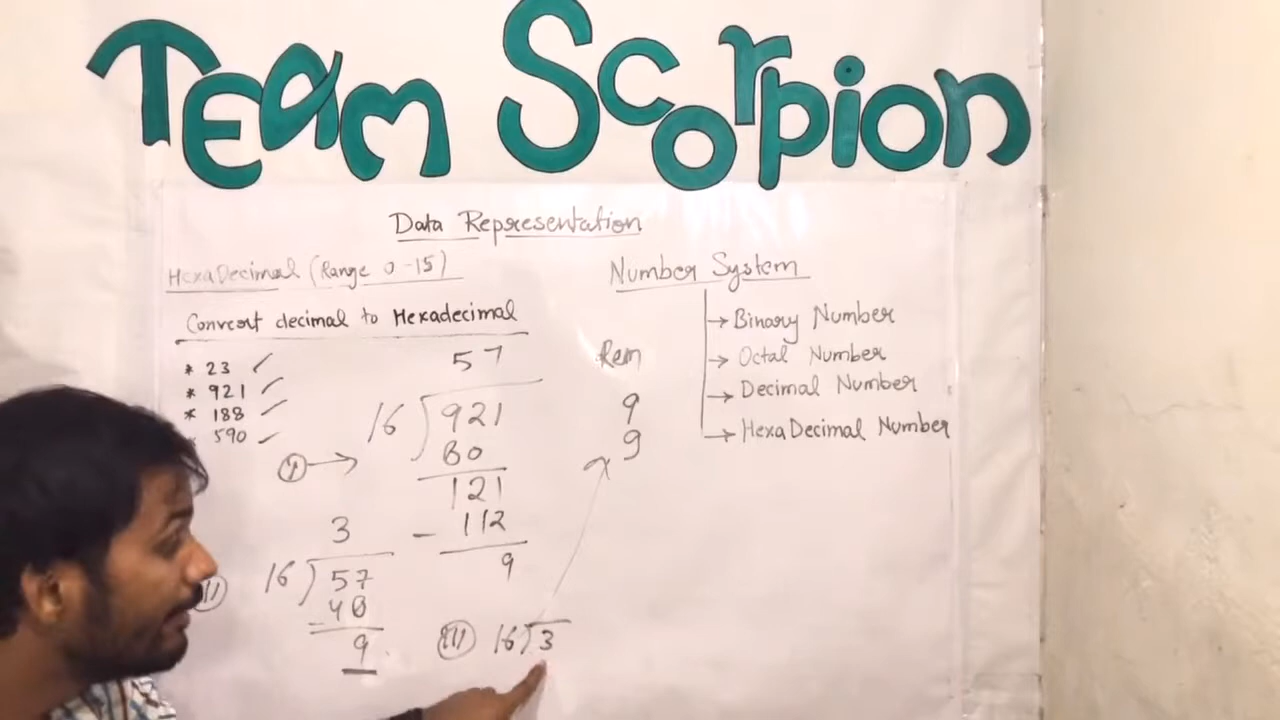 TEam Scorpion
Data Representation
HexaDecimal (Range 0-15)
Convert decimal to Hexadecimal
* 23 ✓
* 921 ✓
* 188 ✓
* 590 ✓
57
16)921
80
121
- 112
9
3
16)57
- 48
9
(III) 16)3
Rem
9
9
Number System
→ Binary Number
→ Octal Number
→ Decimal Number
→ HexaDecimal Number